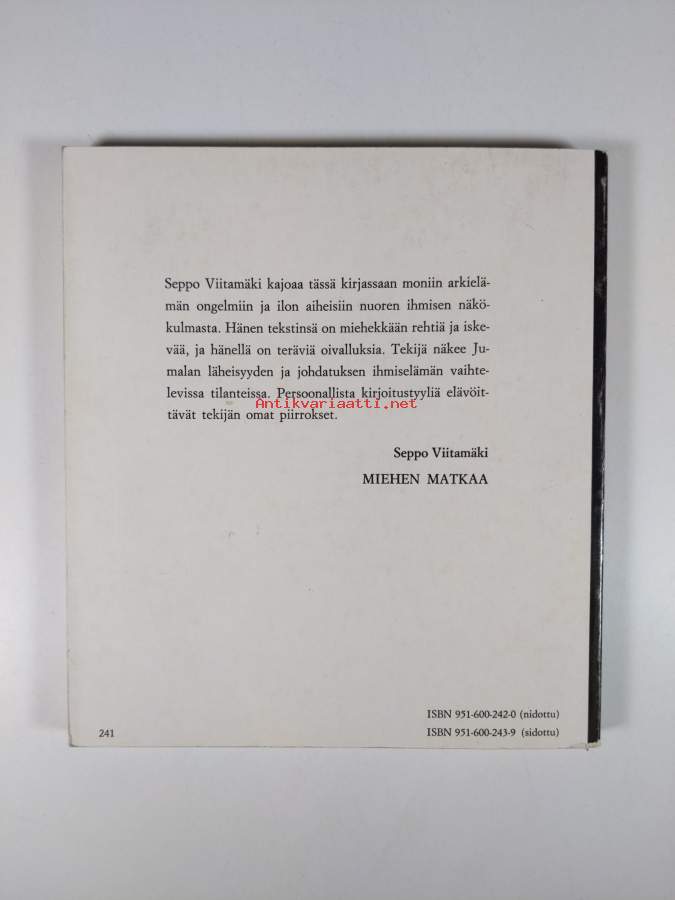 Seppo Viitamäki kajoaa tässä kirjassaan moniin arkielä-
män ongelmiin ja ilon aiheisiin nuoren ihmisen näkö-
kulmasta. Hänen tekstinsä on miehekkään rehtiä ja iske-
vää, ja hänellä on teräviä oivalluksia. Tekijä näkee Ju-
malan läheisyyden ja johdatuksen ihmiselämän vaihte-
levissa tilanteissa. Persoonallista kirjoitustyyliä elävöit-
Antikvariaatti.net
tävät tekijän omat piirrokset.
Seppo Viitamäki
MIEHEN MATKAA
ISBN 951-600-242-0 (nidottu)
241 ISBN 951-600-243-9 (sidottu)